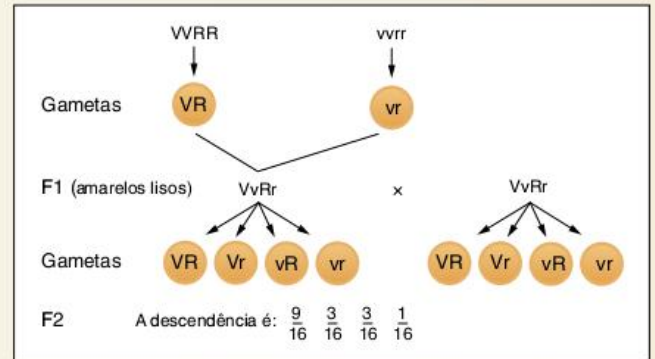 VVRR vvrr
Gametas VR vr
F1 (amarelos lisos) VvRr × VvRr
Gametas VR Vr vR vr VR Vr vR vr
F2 A descendência é: 9/16 3/16 3/16 1/16